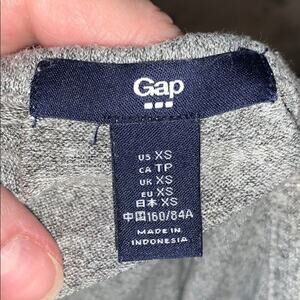 Gap
US XS
CA TP
UK XS
EU XS
日本 XS
中国 160/84A
MADE IN
INDONESIA